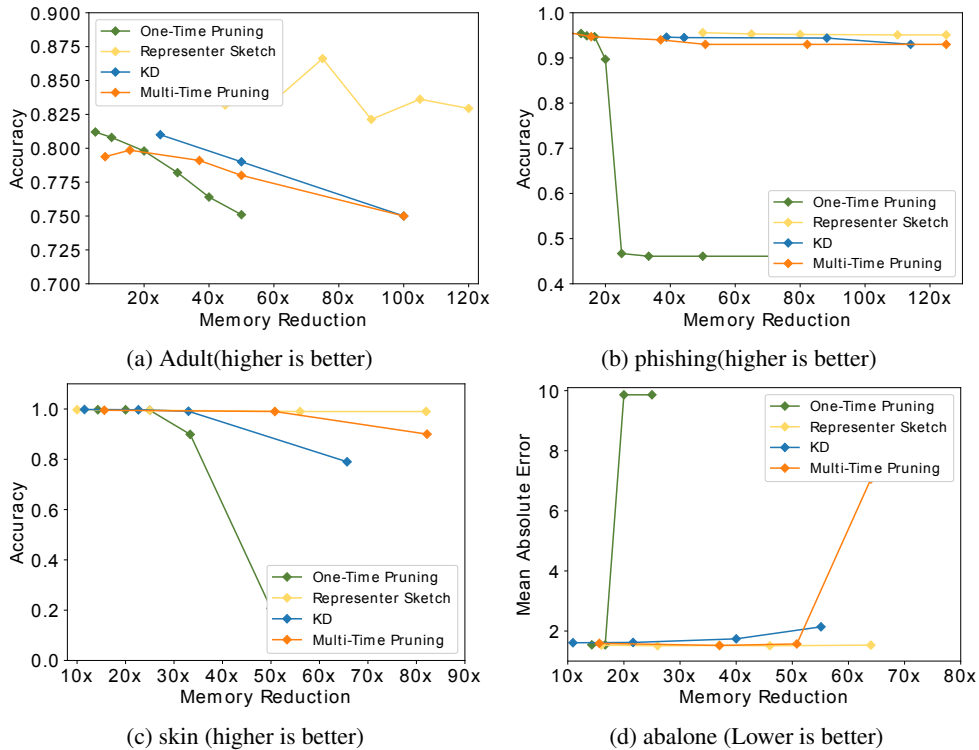 0.900
0.875
0.850
0.825
0.800
0.775
0.750
0.725
0.700
Accuracy
One-Time Pruning
Representer Sketch
KD
Multi-Time Pruning
20x 40x 60x 80x 100x 120x
Memory Reduction
(a) Adult(higher is better)
1.0
0.9
0.8
0.7
0.6
0.5
0.4
Accuracy
One-Time Pruning
Representer Sketch
KD
Multi-Time Pruning
20x 40x 60x 80x 100x 120x
Memory Reduction
(b) phishing(higher is better)
1.0
0.8
0.6
0.4
0.2
0.0
Accuracy
One-Time Pruning
Representer Sketch
KD
Multi-Time Pruning
10x 20x 30x 40x 50x 60x 70x 80x 90x
Memory Reduction
(c) skin (higher is better)
10
8
6
4
2
Mean Absolute Error
One-Time Pruning
Representer Sketch
KD
Multi-Time Pruning
10x 20x 30x 40x 50x 60x 70x 80x
Memory Reduction
(d) abalone (Lower is better)